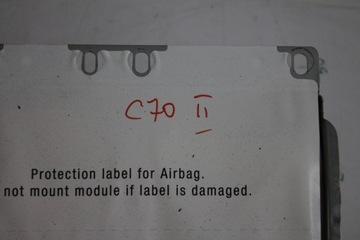 C70 II
Protection label for Airbag.
not mount module if label is damaged.